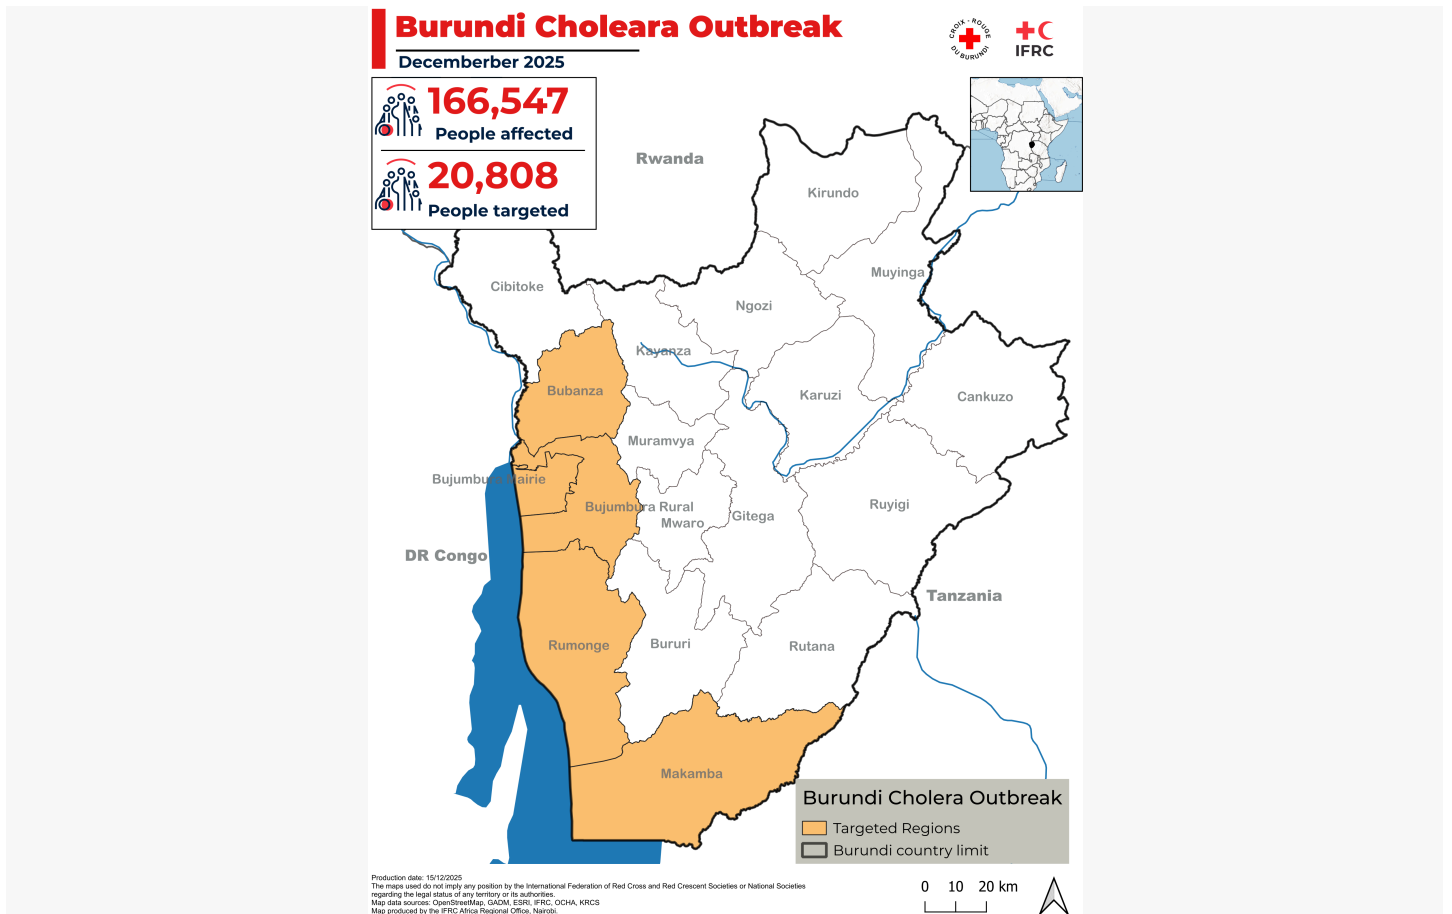 Burundi Choleara Outbreak
Decemberber 2025
CROIX - ROUGE
DU BURUNDI
IFRC
166,547
People affected
20,808
People targeted
Rwanda
Kirundo
Muyinga
Cibitoke
Ngozi
Kayanza
Bubanza
Karuzi
Cankuzo
Muramvya
Bujumbura Mairie
Bujumbura Rural
Mwaro
Gitega
Ruyigi
DR Congo
Tanzania
Rumonge
Bururi
Rutana
Makamba
Burundi Cholera Outbreak
Targeted Regions
Burundi country limit
Production date: 15/12/2025
The maps used do not imply any position by the International Federation of Red Cross and Red Crescent Societies or National Societies
regarding the legal status of any territory or its authorities.
Map data sources: OpenStreetMap, GADM, ESRI, IFRC, OCHA, KRCS
Map produced by the IFRC Africa Regional Office, Nairobi.
0 10 20 km